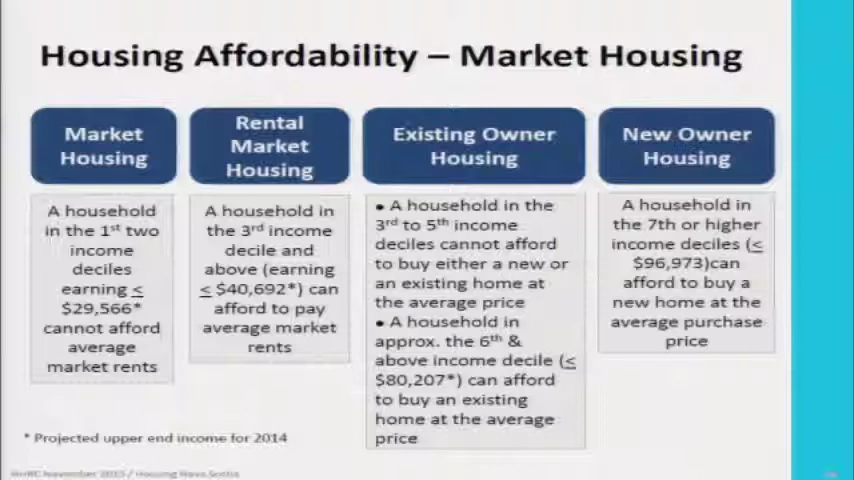 Housing Affordability – Market Housing
Market
Housing
A household
in the 1st two
income
deciles
earning ≤
$29,566*
cannot afford
average
market rents
Rental
Market
Housing
A household in
the 3rd income
decile and
above (earning
≤ $40,692*) can
afford to pay
average market
rents
Existing Owner
Housing
• A household in the
3rd to 5th income
deciles cannot afford
to buy either a new or
an existing home at
the average price
• A household in
approx. the 6th &
above income decile (≤
$80,207*) can afford
to buy an existing
home at the average
price
New Owner
Housing
A household in
the 7th or higher
income deciles (≤
$96,973)can
afford to buy a
new home at the
average purchase
price
* Projected upper end income for 2014
November 2015 / Housing Nova Scotia